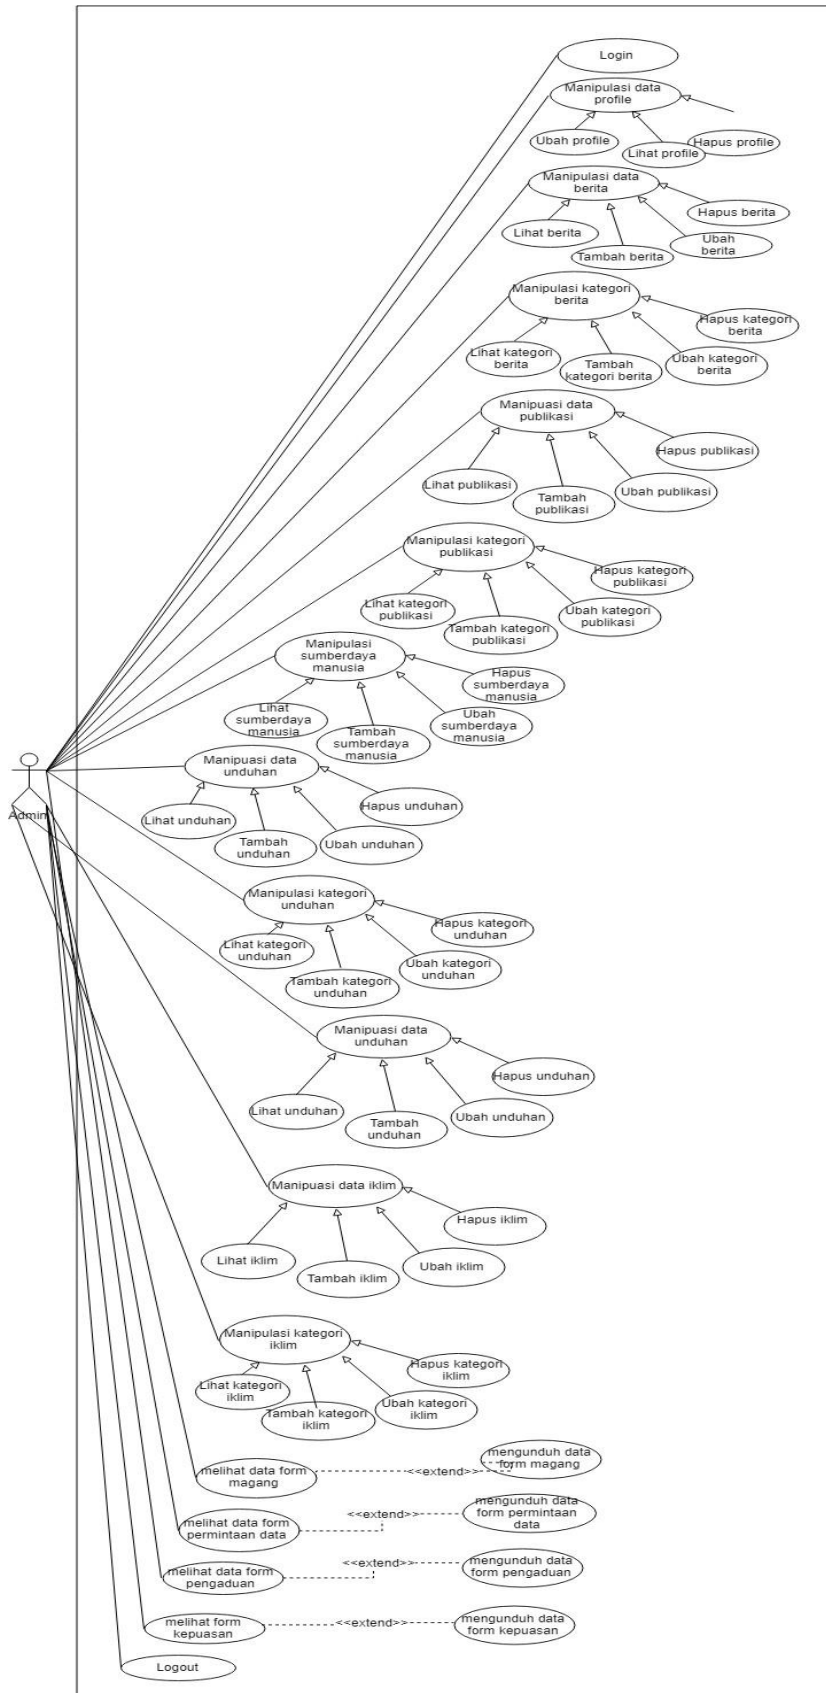 Login
Manipulasi data
profile
Ubah profile
Lihat profile
Hapus profile
Manipulasi data
berita
Lihat berita
Tambah berita
Ubah
berita
Hapus berita
Manipulasi kategori
berita
Lihat kategori
berita
Tambah
kategori berita
Ubah kategori
berita
Hapus kategori
berita
Manipuasi data
publikasi
Lihat publikasi
Tambah
publikasi
Ubah publikasi
Hapus publikasi
Manipulasi kategori
publikasi
Lihat kategori
publikasi
Tambah kategori
publikasi
Ubah kategori
publikasi
Hapus kategori
publikasi
Manipulasi
sumberdaya
manusia
Lihat
sumberdaya
manusia
Tambah
sumberdaya
manusia
Ubah
sumberdaya
manusia
Hapus
sumberdaya
manusia
Admin
Manipuasi data
unduhan
Lihat unduhan
Tambah
unduhan
Ubah unduhan
Hapus unduhan
Manipulasi kategori
unduhan
Lihat kategori
unduhan
Tambah kategori
unduhan
Ubah kategori
unduhan
Hapus kategori
unduhan
Manipuasi data
unduhan
Lihat unduhan
Tambah
unduhan
Ubah unduhan
Hapus unduhan
Manipuasi data iklim
Lihat iklim
Tambah iklim
Ubah iklim
Hapus iklim
Manipulasi kategori
iklim
Lihat kategori
iklim
Tambah kategori
iklim
Ubah kategori
iklim
Hapus kategori
iklim
melihat data form
magang
<<extend>>
mengunduh data
form magang
melihat data form
permintaan data
<<extend>>
mengunduh data
form permintaan
data
melihat data form
pengaduan
<<extend>>
mengunduh data
form pengaduan
melihat form
kepuasan
<<extend>>
mengunduh data
form kepuasan
Logout